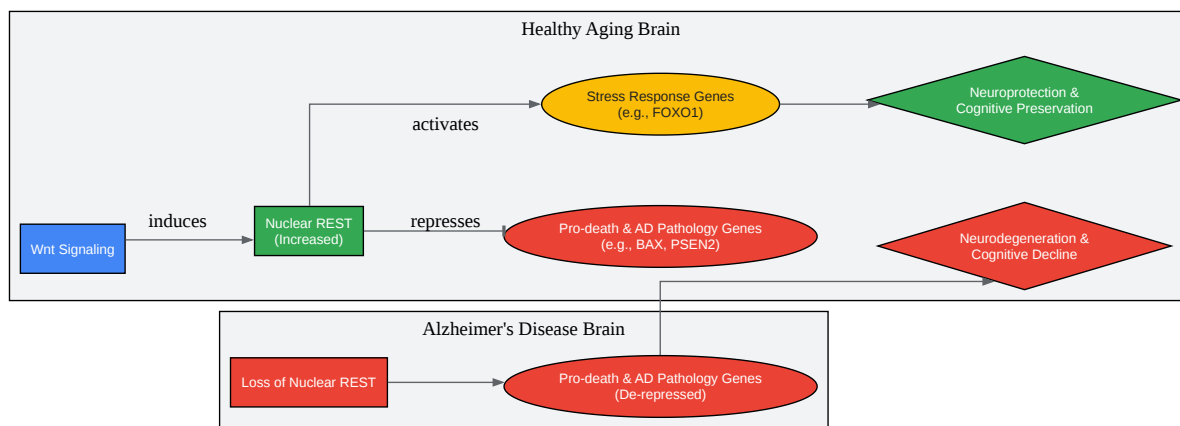 Healthy Aging Brain
Stress Response Genes
(e.g., FOXO1)
Neuroprotection &
Cognitive Preservation
activates
induces
Nuclear REST
(Increased)
represses
Pro-death & AD Pathology Genes
(e.g., BAX, PSEN2)
Neurodegeneration &
Cognitive Decline
Wnt Signaling
Alzheimer's Disease Brain
Loss of Nuclear REST
Pro-death & AD Pathology Genes
(De-repressed)